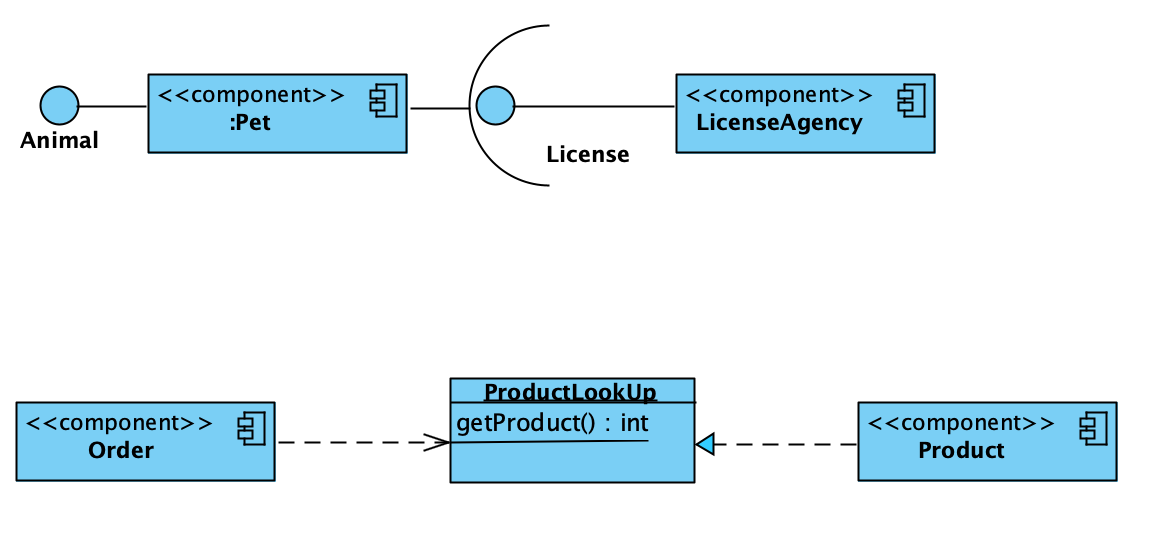 <<component>>
:Pet
Animal
License
<<component>>
LicenseAgency
<<component>>
Order
ProductLookUp
getProduct() : int
<<component>>
Product